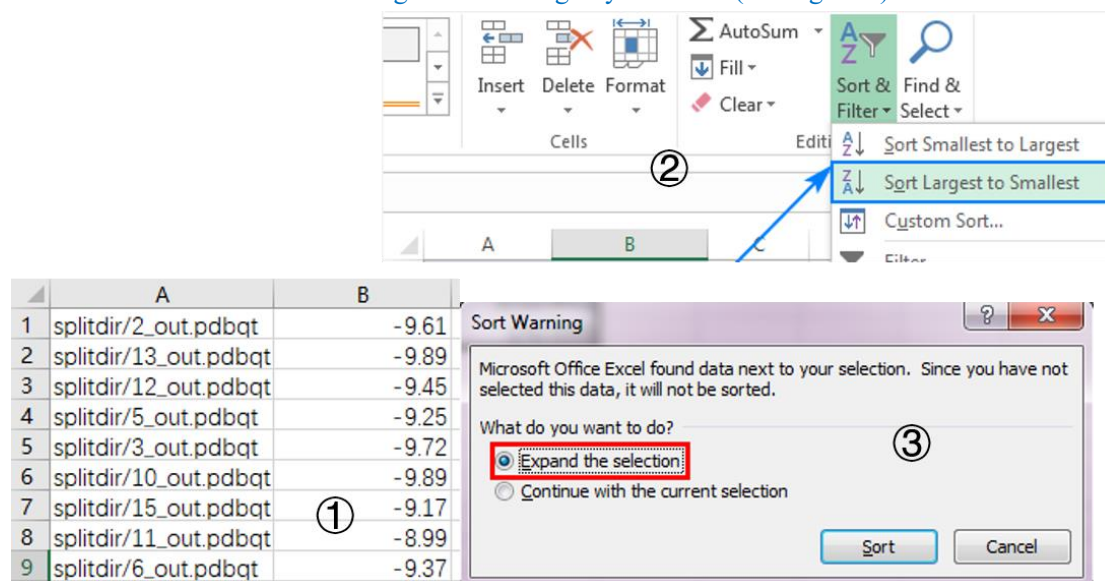 ②
AutoSum
Fill
Clear
Insert Delete Format
Sort & Filter
Find & Select
Cells
Sort Smallest to Largest
Sort Largest to Smallest
Custom Sort...
A B C
A B
1 splitdir/2_out.pdbqt -9.61
2 splitdir/13_out.pdbqt -9.89
3 splitdir/12_out.pdbqt -9.45
4 splitdir/5_out.pdbqt -9.25
5 splitdir/3_out.pdbqt -9.72
6 splitdir/10_out.pdbqt -9.89
7 splitdir/15_out.pdbqt -9.17
8 splitdir/11_out.pdbqt -8.99
9 splitdir/6_out.pdbqt -9.37
①
Sort Warning
Microsoft Office Excel found data next to your selection. Since you have not
selected this data, it will not be sorted.
What do you want to do?
③
Expand the selection
Continue with the current selection
Sort Cancel